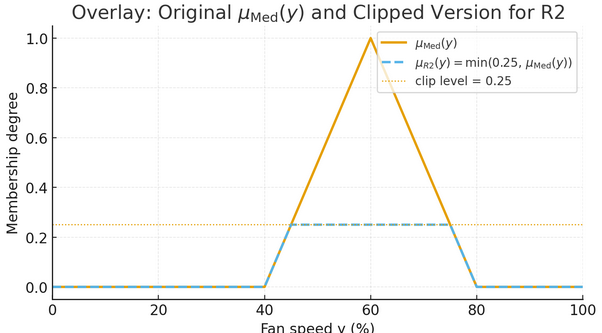 Overlay: Original μMed(y) and Clipped Version for R2
Membership degree
1.0
0.8
0.6
0.4
0.2
0.0
μMed(y)
μR2(y) = min(0.25, μMed(y))
clip level = 0.25
0
20
40
60
80
100
Fan speed y (%)